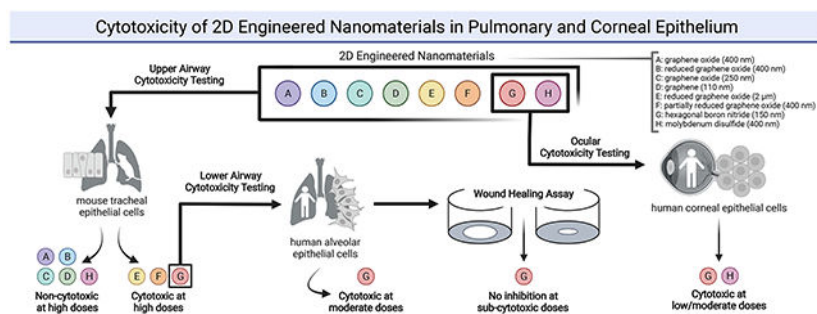 Cytotoxicity of 2D Engineered Nanomaterials in Pulmonary and Corneal Epithelium
2D Engineered Nanomaterials
Upper Airway
Cytotoxicity Testing
A
B
C
D
E
F
G
H
A: graphene oxide (400 nm)
B: reduced graphene oxide (400 nm)
C: graphene oxide (250 nm)
D: graphene (110 nm)
E: reduced graphene oxide (2 μm)
F: partially reduced graphene oxide (400 nm)
G: hexagonal boron nitride (150 nm)
H: molybdenum disulfide (400 nm)
Ocular
Cytotoxicity Testing
Lower Airway
Cytotoxicity Testing
Wound Healing Assay
mouse tracheal
epithelial cells
human alveolar
epithelial cells
human corneal epithelial cells
A B
C D H
Non-cytotoxic
at high doses
E F G
Cytotoxic at
high doses
G
Cytotoxic at
moderate doses
G
No inhibition at
sub-cytotoxic doses
G H
Cytotoxic at
low/moderate doses